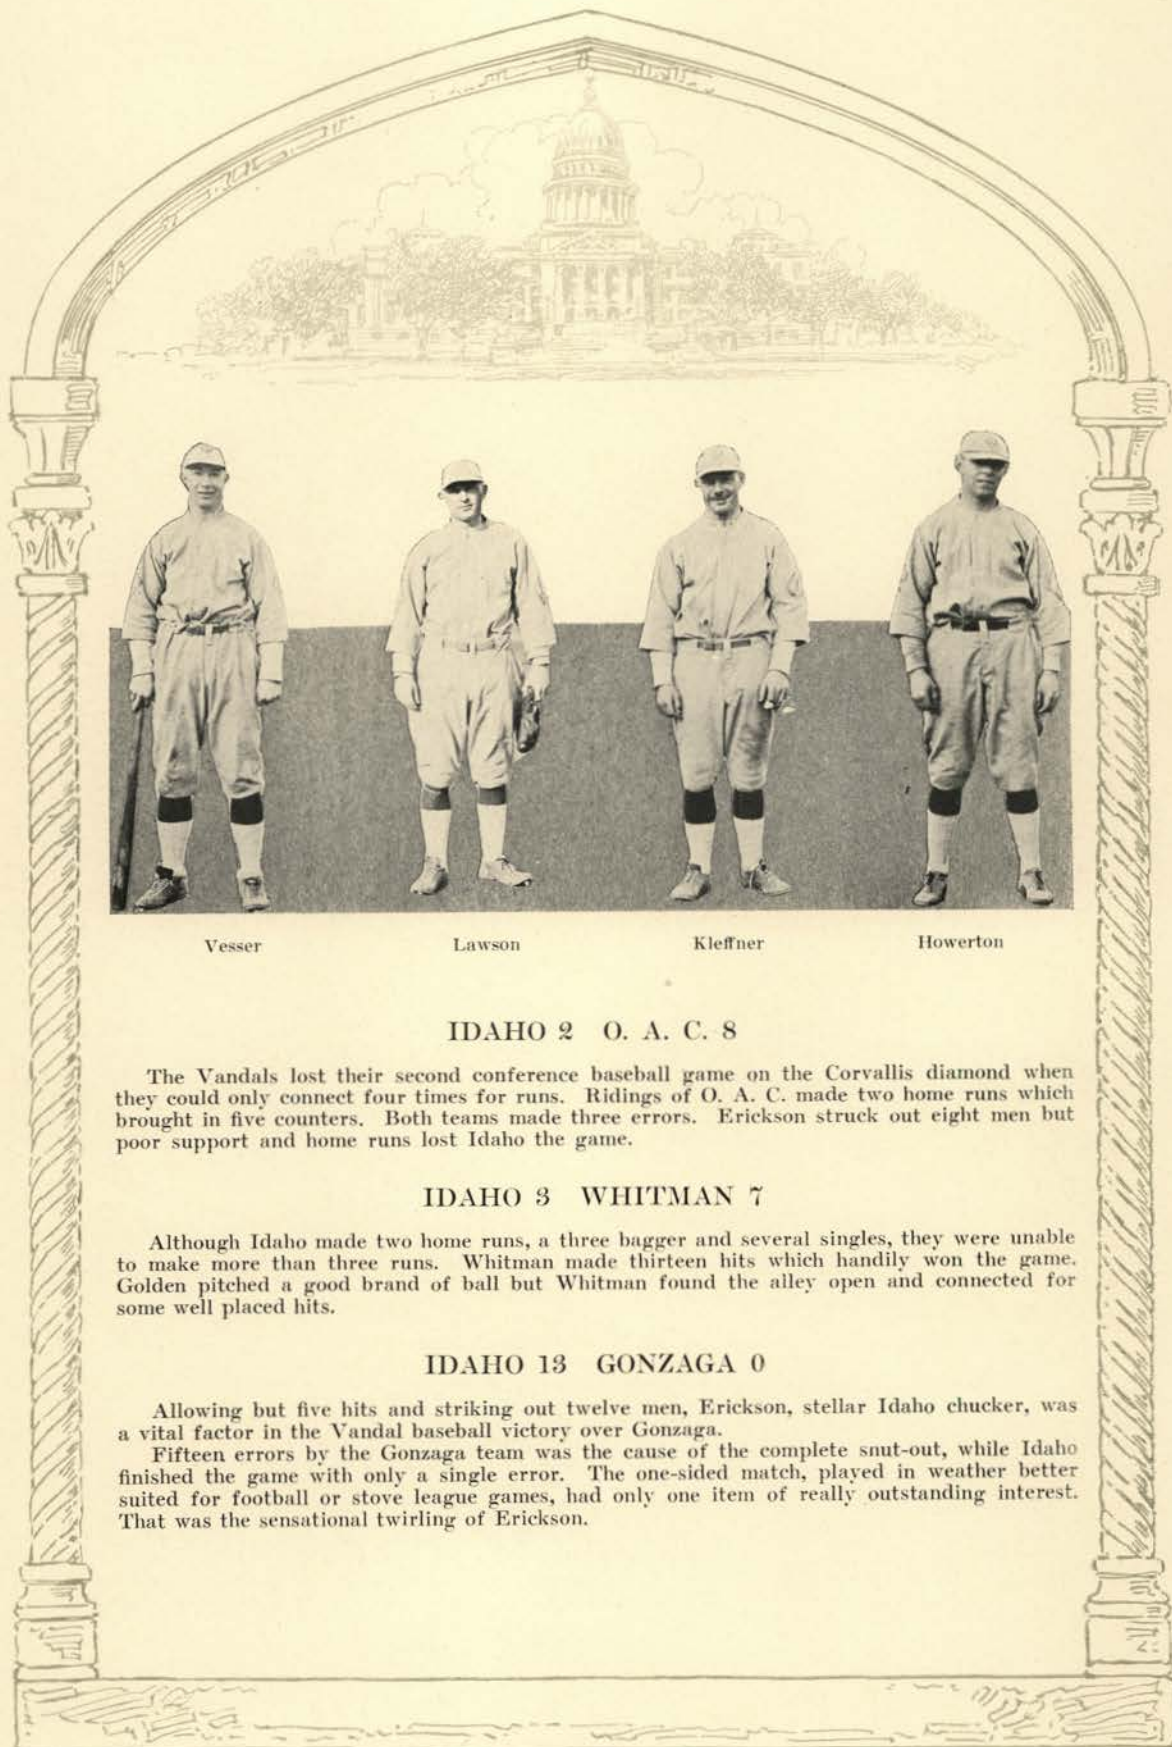 Vesser Lawson Kleffner Howerton
IDAHO 2 O. A. C. 8
The Vandals lost their second conference baseball game on the Corvallis diamond when
they could only connect four times for runs. Ridings of O. A. C. made two home runs which
brought in five counters. Both teams made three errors. Erickson struck out eight men but
poor support and home runs lost Idaho the game.
IDAHO 3 WHITMAN 7
Although Idaho made two home runs, a three bagger and several singles, they were unable
to make more than three runs. Whitman made thirteen hits which handily won the game.
Golden pitched a good brand of ball but Whitman found the alley open and connected for
some well placed hits.
IDAHO 13 GONZAGA 0
Allowing but five hits and striking out twelve men, Erickson, stellar Idaho chucker, was
a vital factor in the Vandal baseball victory over Gonzaga.
Fifteen errors by the Gonzaga team was the cause of the complete snut-out, while Idaho
finished the game with only a single error. The one-sided match, played in weather better
suited for football or stove league games, had only one item of really outstanding interest.
That was the sensational twirling of Erickson.